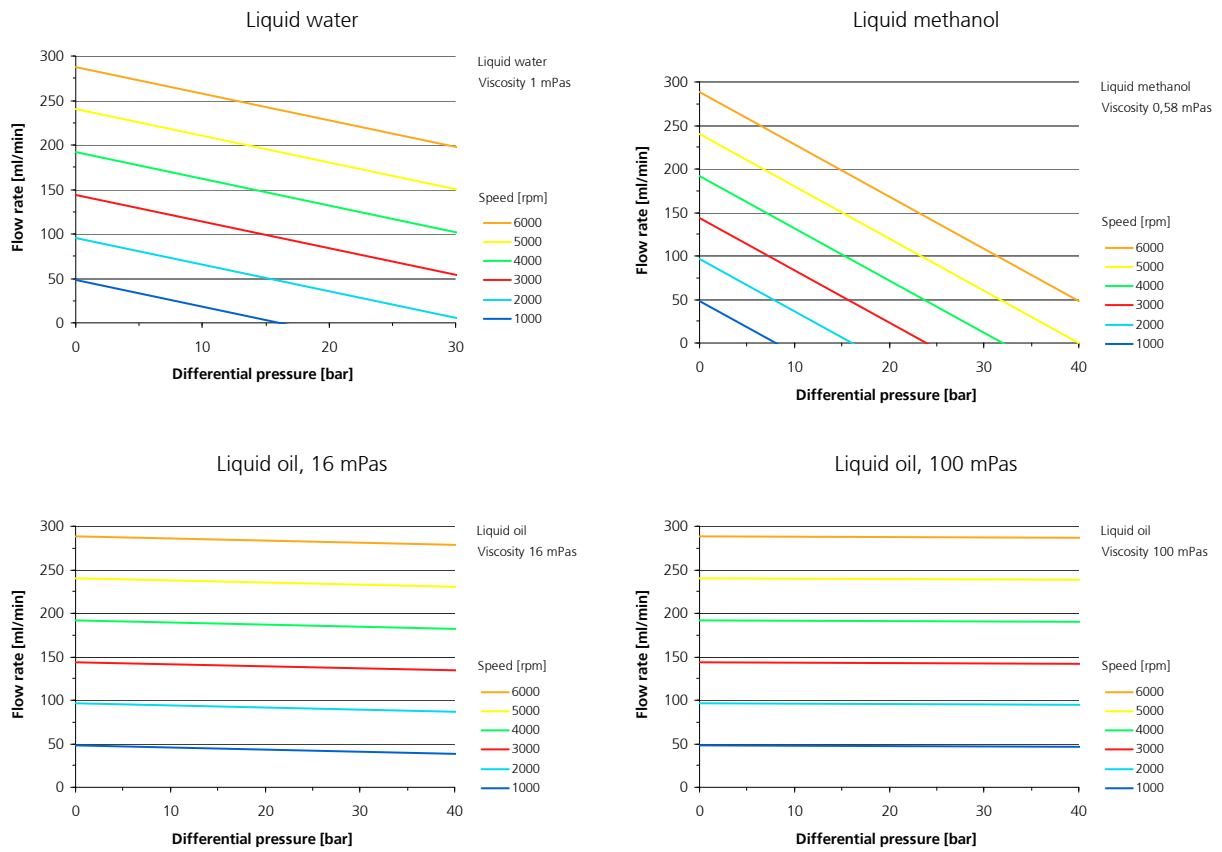 Liquid water
Liquid water
Viscosity 1 mPas
Flow rate [ml/min]
300
250
200
150
100
50
0
0 10 20 30
Differential pressure [bar]
Speed [rpm]
6000
5000
4000
3000
2000
1000
Liquid methanol
Liquid methanol
Viscosity 0,58 mPas
Flow rate [ml/min]
300
250
200
150
100
50
0
0 10 20 30 40
Differential pressure [bar]
Speed [rpm]
6000
5000
4000
3000
2000
1000
Liquid oil, 16 mPas
Liquid oil
Viscosity 16 mPas
Flow rate [ml/min]
300
250
200
150
100
50
0
0 10 20 30 40
Differential pressure [bar]
Speed [rpm]
6000
5000
4000
3000
2000
1000
Liquid oil, 100 mPas
Liquid oil
Viscosity 100 mPas
Flow rate [ml/min]
300
250
200
150
100
50
0
0 10 20 30 40
Differential pressure [bar]
Speed [rpm]
6000
5000
4000
3000
2000
1000